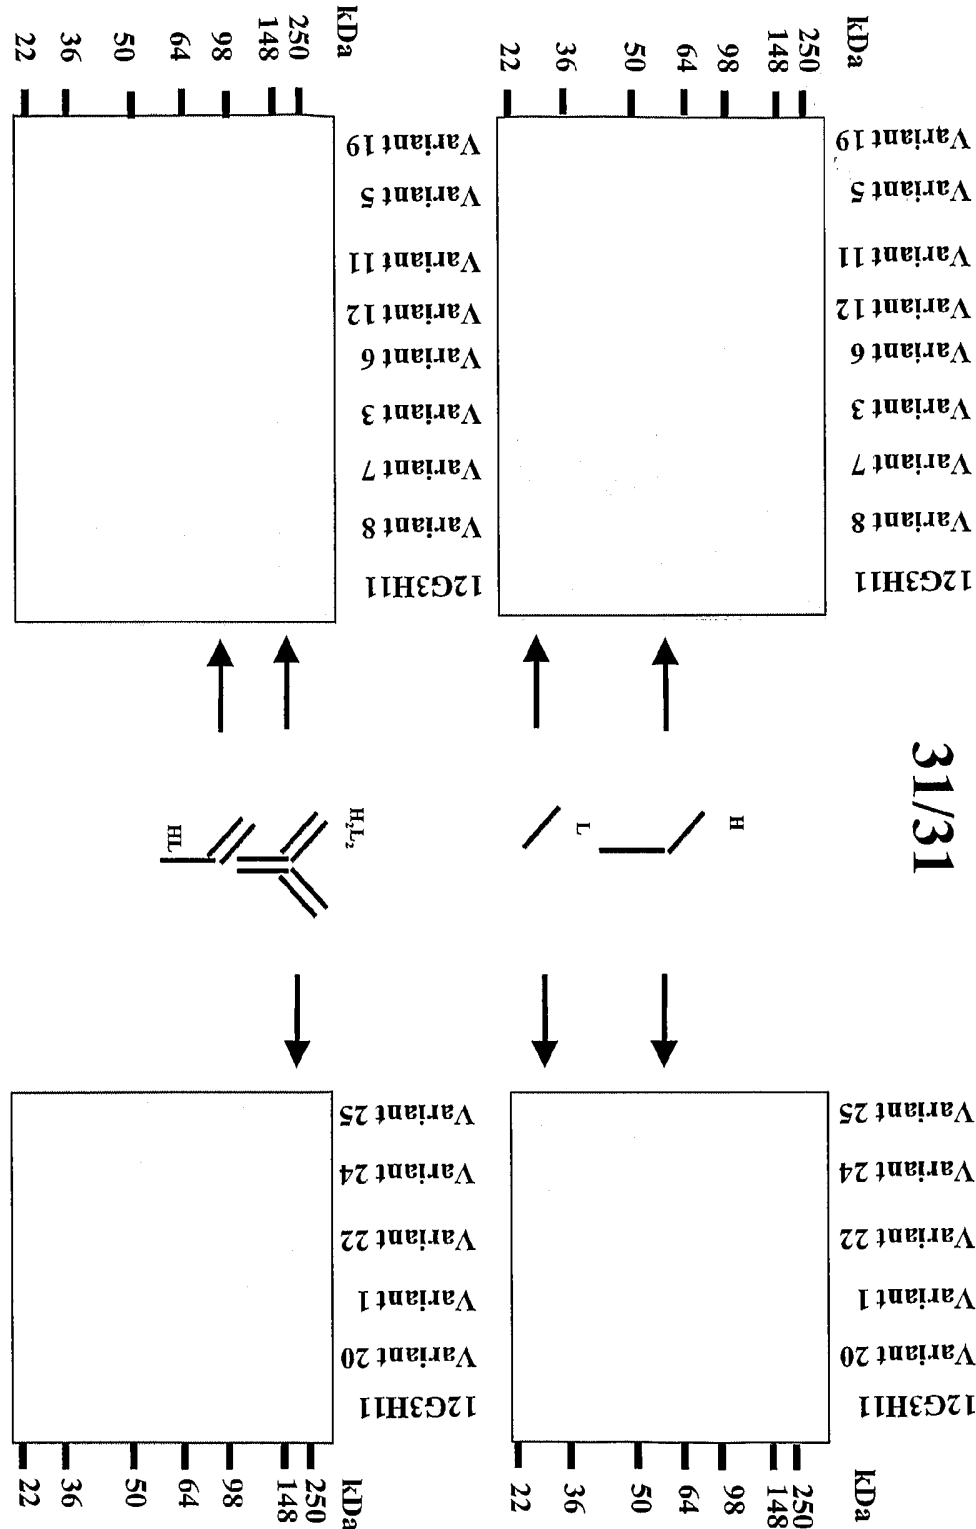 31/31
kDa
250
148
98
64
50
36
22
Variant 19
Variant 5
Variant 11
Variant 12
Variant 6
Variant 3
Variant 7
Variant 8
12G3H11
H
L
Variant 25
Variant 24
Variant 22
Variant 1
Variant 20
12G3H11
kDa
250
148
98
64
50
36
22
kDa
250
148
98
64
50
36
22
Variant 19
Variant 5
Variant 11
Variant 12
Variant 6
Variant 3
Variant 7
Variant 8
12G3H11
H₂L₂
HL
Variant 25
Variant 24
Variant 22
Variant 1
Variant 20
12G3H11
kDa
250
148
98
64
50
36
22